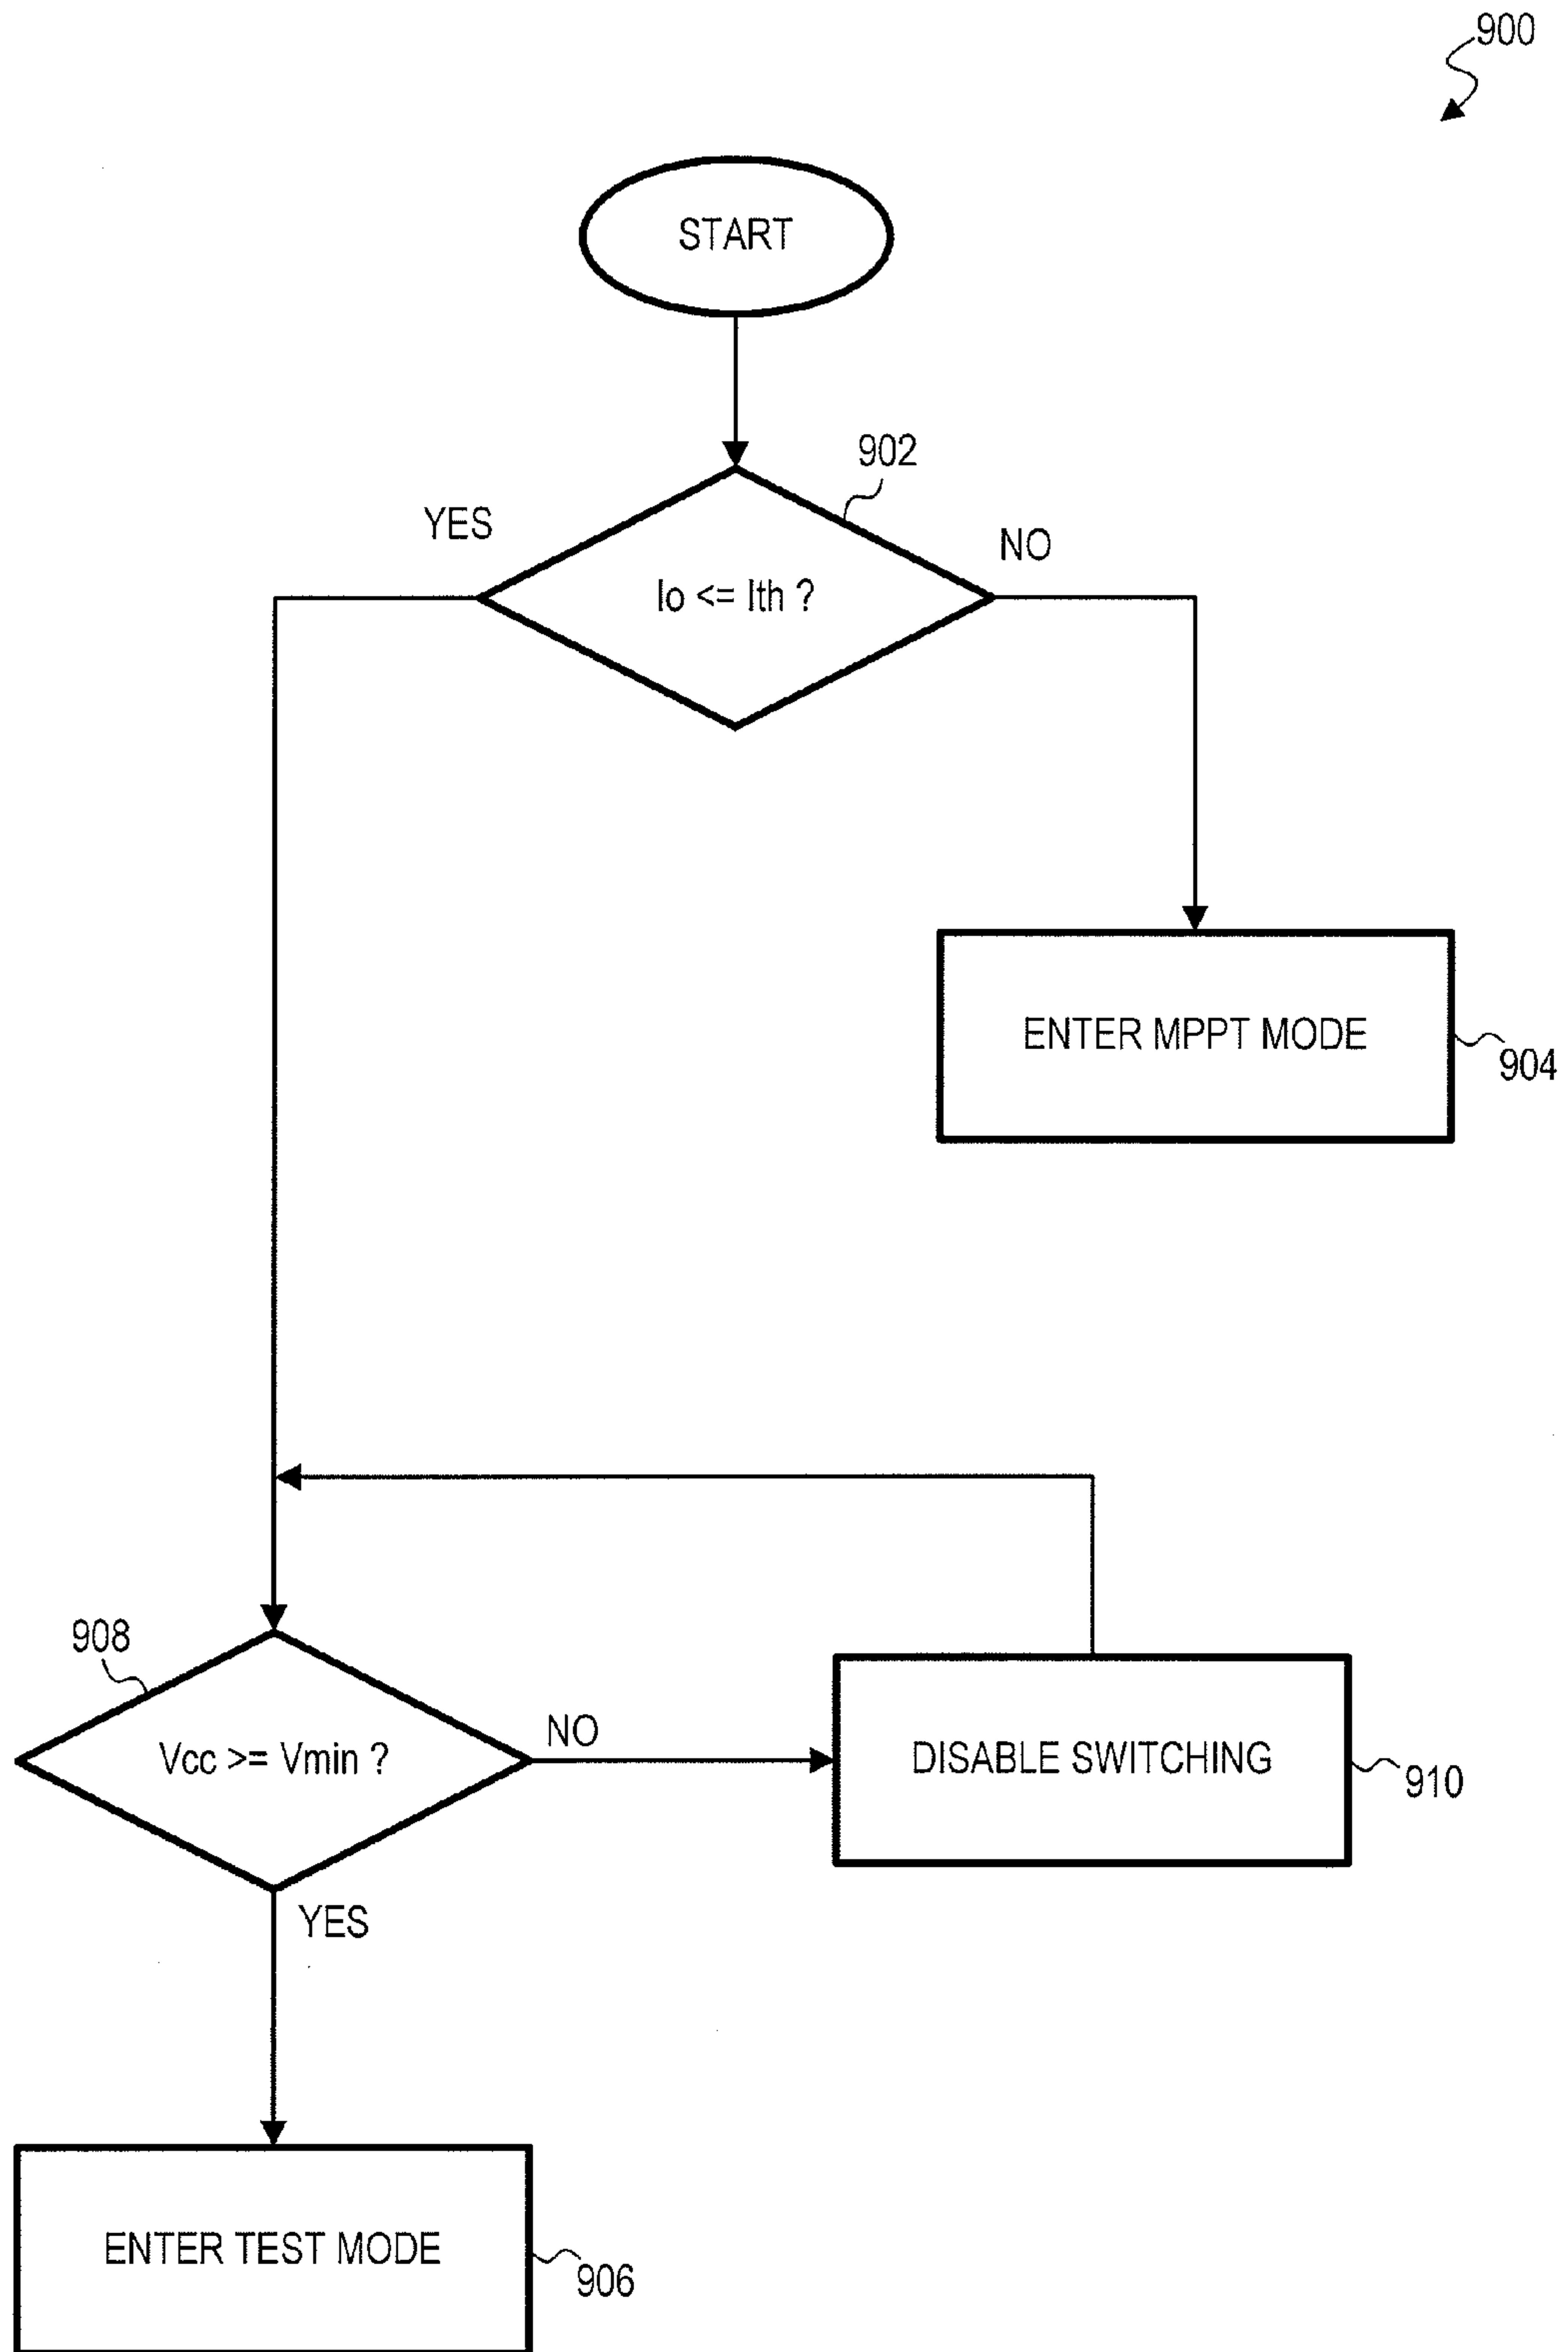 900
START
902
YES
NO
Io <= Ith ?
ENTER MPPT MODE
904
908
NO
Vcc >= Vmin ?
DISABLE SWITCHING
910
YES
ENTER TEST MODE
906